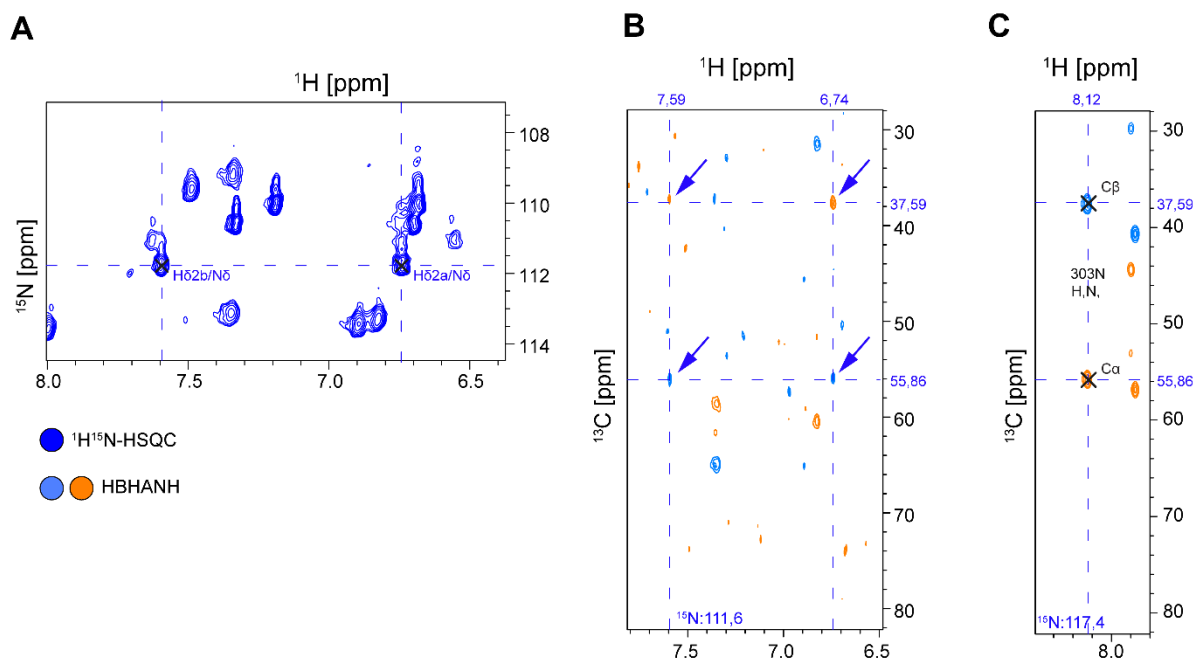 A
¹H [ppm]
108
110
112
114
¹⁵N [ppm]
Hδ2b/Nδ
Hδ2a/Nδ
8.0
7.5
7.0
6.5
¹H¹⁵N-HSQC
HBHANH
B
¹H [ppm]
7,59
6,74
30
37,59
40
50
55,86
60
70
80
¹³C [ppm]
¹⁵N:111,6
7.5
7.0
6.5
C
¹H [ppm]
8,12
30
Cβ
37,59
40
303N
H,N,
50
Cα
55,86
60
70
80
¹³C [ppm]
¹⁵N:117,4
8.0